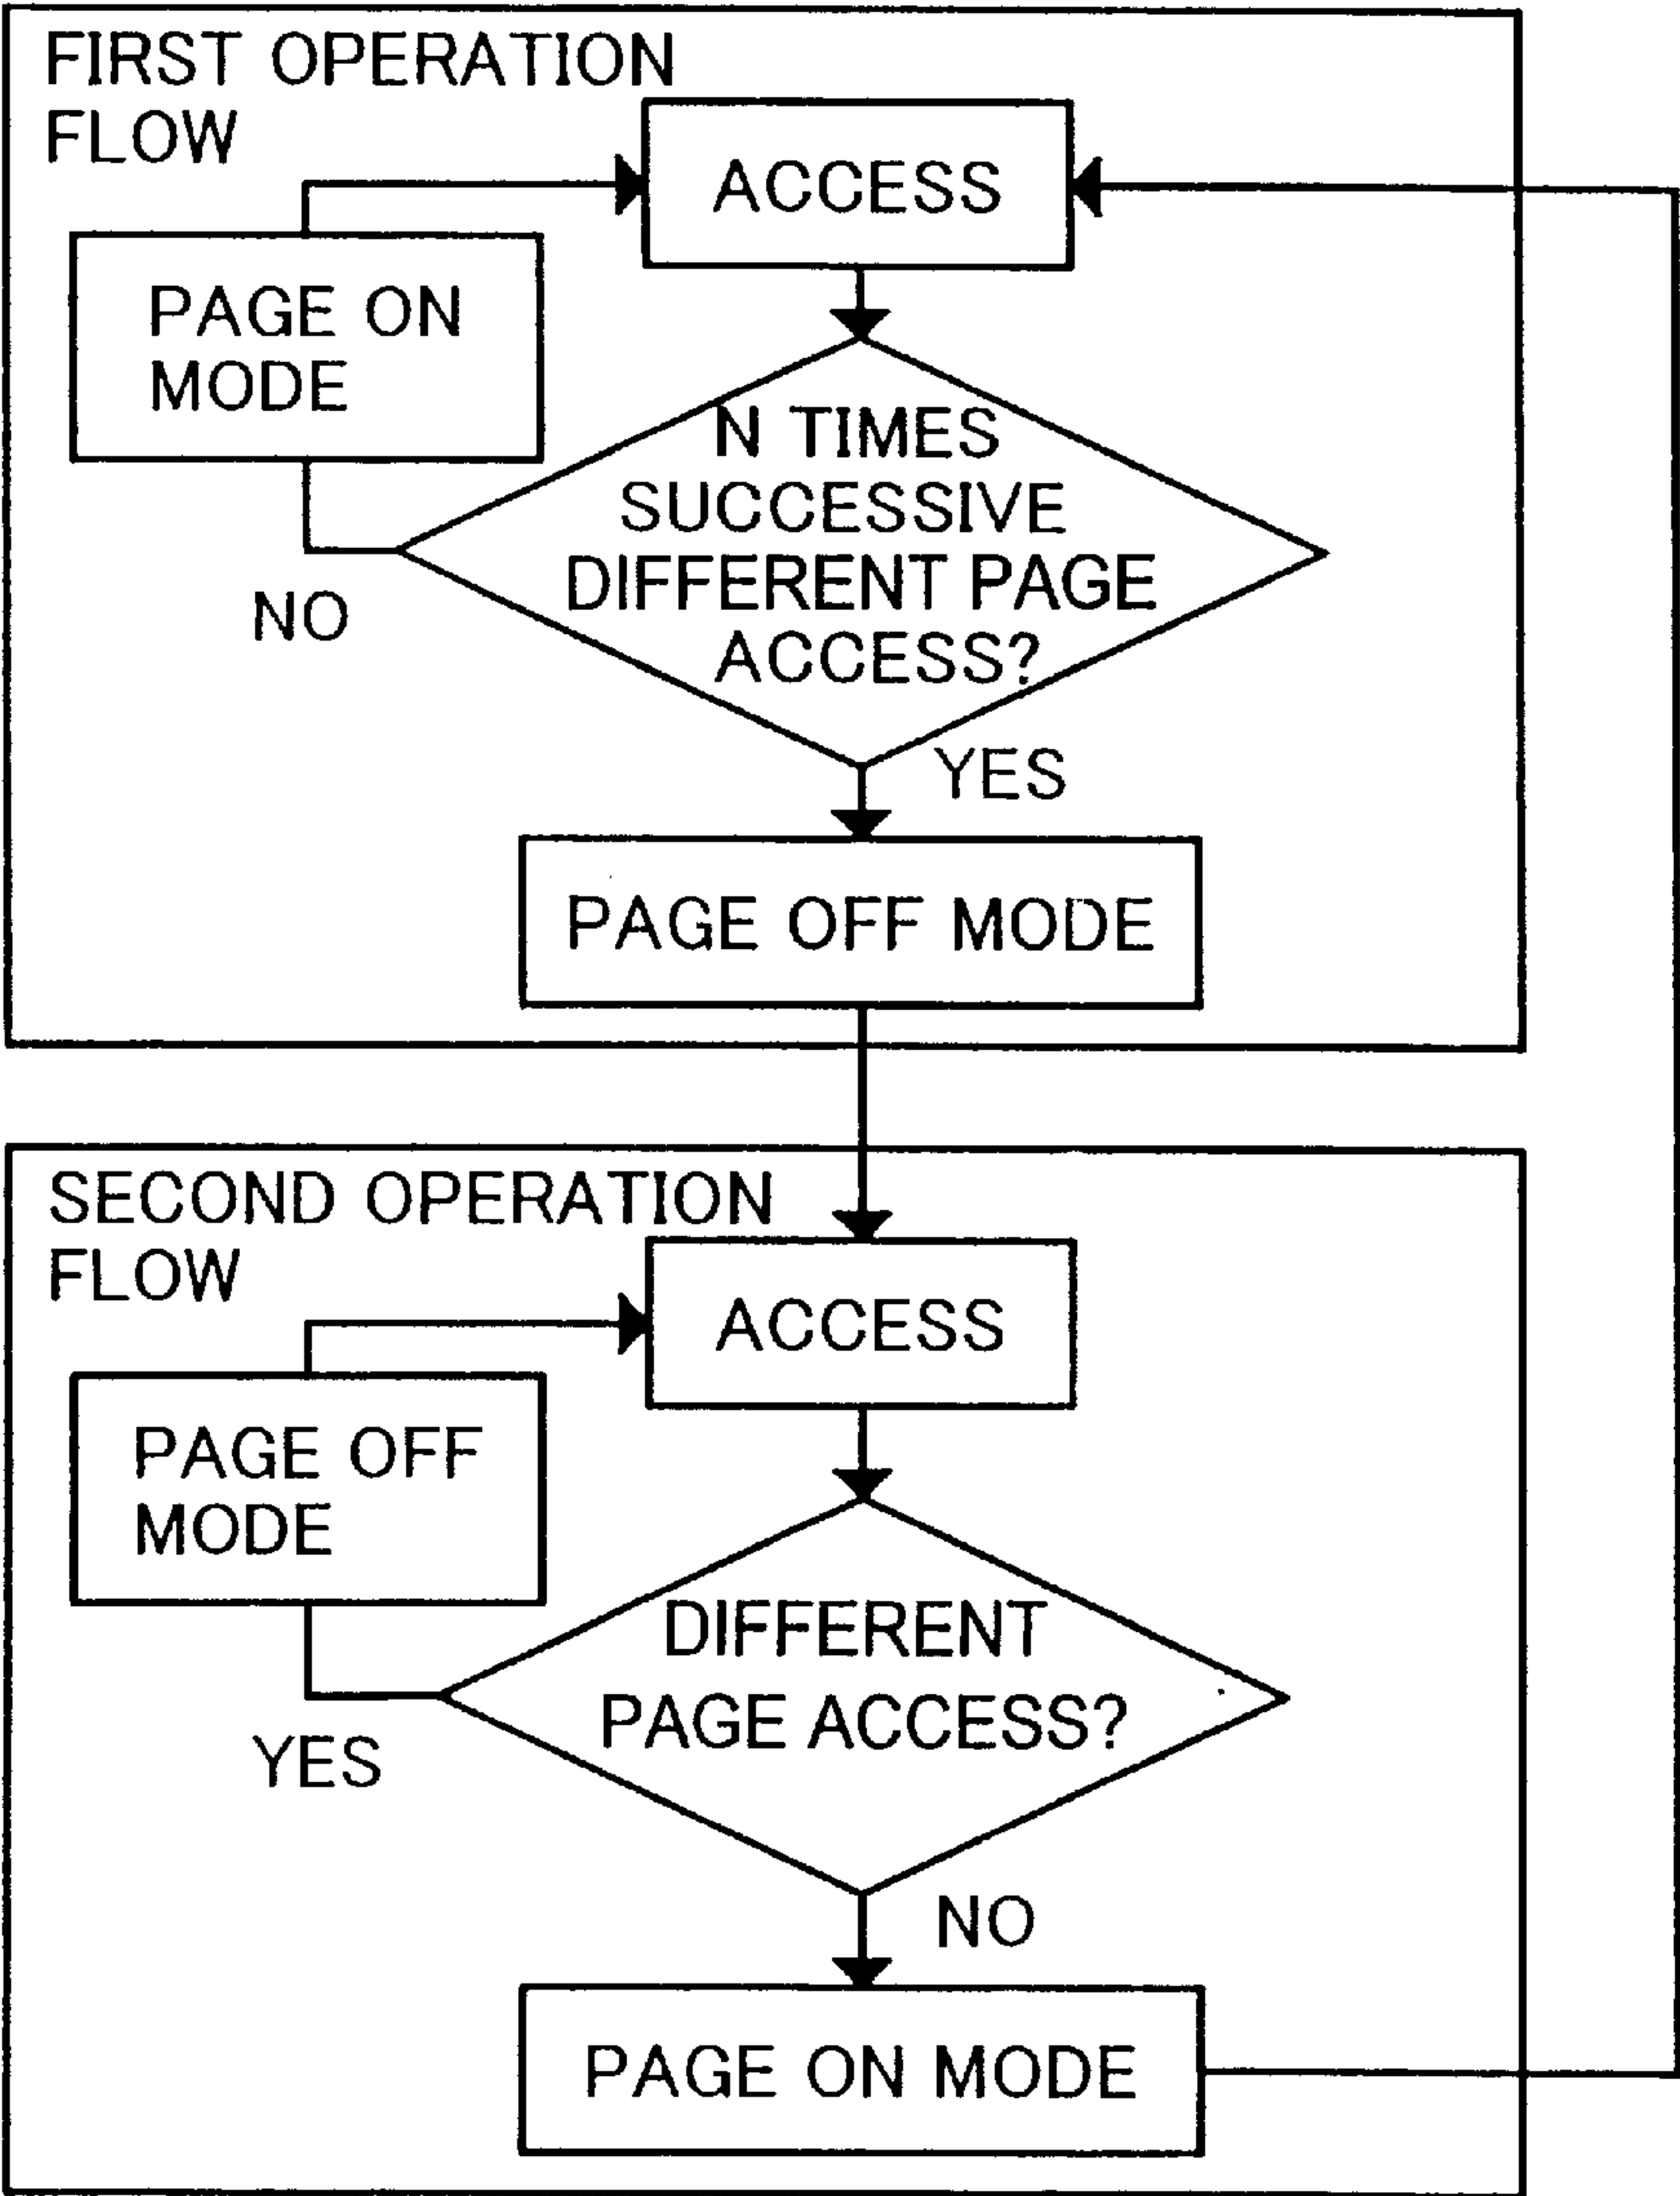 FIRST OPERATION
FLOW
ACCESS
PAGE ON
MODE
N TIMES
SUCCESSIVE
DIFFERENT PAGE
ACCESS?
NO
YES
PAGE OFF MODE
SECOND OPERATION
FLOW
ACCESS
PAGE OFF
MODE
DIFFERENT
PAGE ACCESS?
YES
NO
PAGE ON MODE